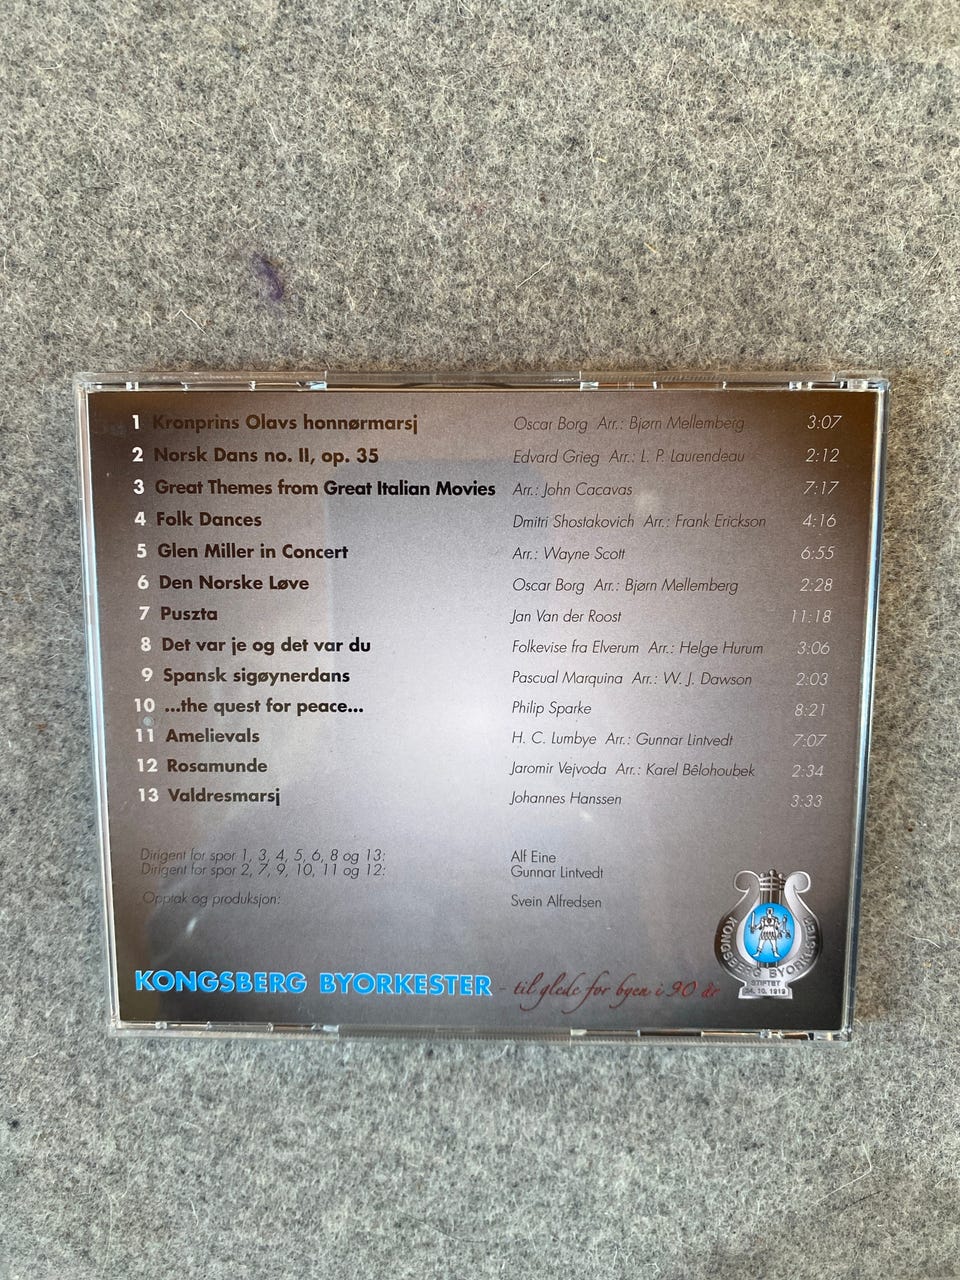 1 Kronprins Olavs honnørmarsj Oscar Borg Arr.: Bjørn Mellemberg 3:07
2 Norsk Dans no. II, op. 35 Edvard Grieg Arr.: L. P. Laurendeau 2:12
3 Great Themes from Great Italian Movies Arr.: John Cacavas 7:17
4 Folk Dances Dmitri Shostakovich Arr.: Frank Erickson 4:16
5 Glen Miller in Concert Arr.: Wayne Scott 6:55
6 Den Norske Løve Oscar Borg Arr.: Bjørn Mellemberg 2:28
7 Puszta Jan Van der Roost 11:18
8 Det var je og det var du Folkevise fra Elverum Arr.: Helge Hurum 3:06
9 Spansk sigøynerdans Pascual Marquina Arr.: W. J. Dawson 2:03
10 ...the quest for peace... Philip Sparke 8:21
11 Amelievals H. C. Lumbye Arr.: Gunnar Lintvedt 7:07
12 Rosamunde Jaromir Vejvoda Arr.: Karel Bêlohoubek 2:34
13 Valdresmarsj Johannes Hanssen 3:33
Dirigent for spor 1, 3, 4, 5, 6, 8 og 13: Alf Eine
Dirigent for spor 2, 7, 9, 10, 11 og 12: Gunnar Lintvedt
Opptak og produksjon: Svein Alfredsen
KONGSBERG BYORKESTER - til glede for byen i 90 år
KONGSBERG BYORKESTER
STIFTET
24. 10. 1919